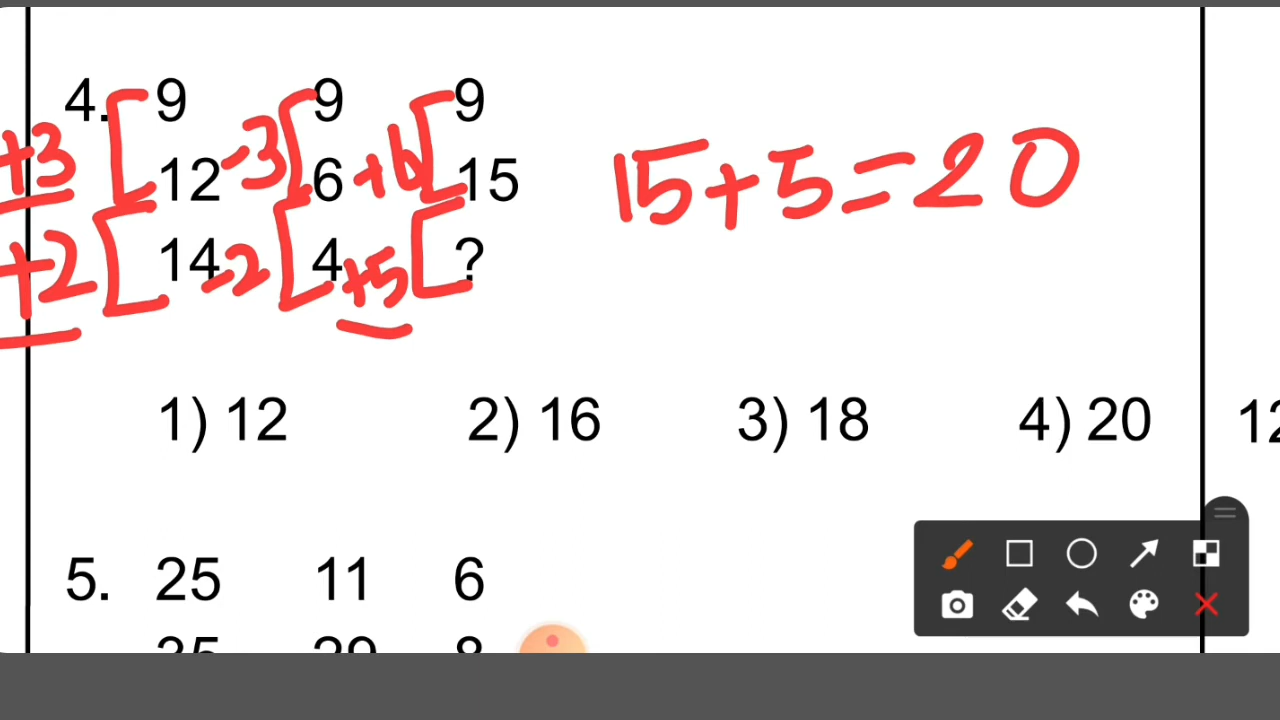 4. 9 9 9
+3 12 -3 6 +6 15 15+5=20
+2 14 -2 4 +5 ?
1) 12 2) 16 3) 18 4) 20 12
5. 25 11 6